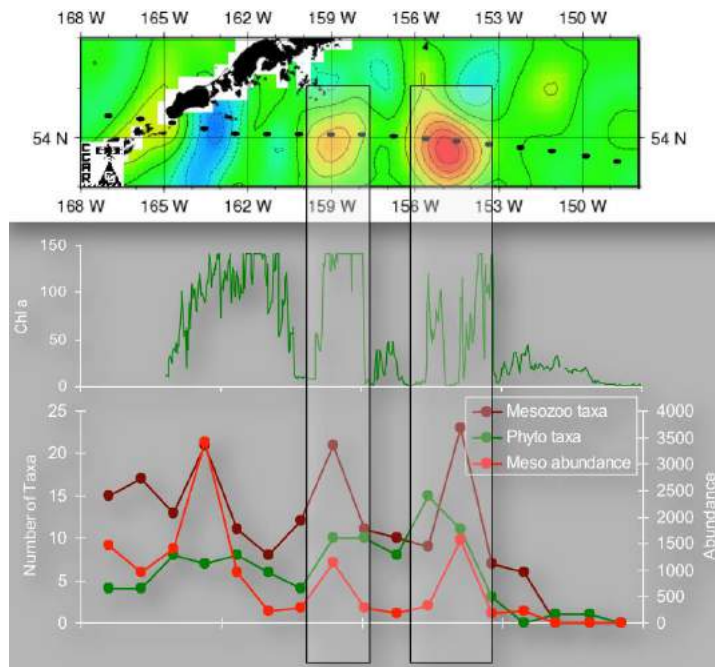 168 W 165 W 162 W 159 W 156 W 153 W 150 W
54 N 54 N
168 W 165 W 162 W 159 W 156 W 153 W 150 W
150
100
50
0
Chl a
25 4000
20 3500
15 3000
10 2500
5 2000
0 1500
1000
500
0
Number of Taxa
Abundance
Mesozoo taxa
Phyto taxa
Meso abundance